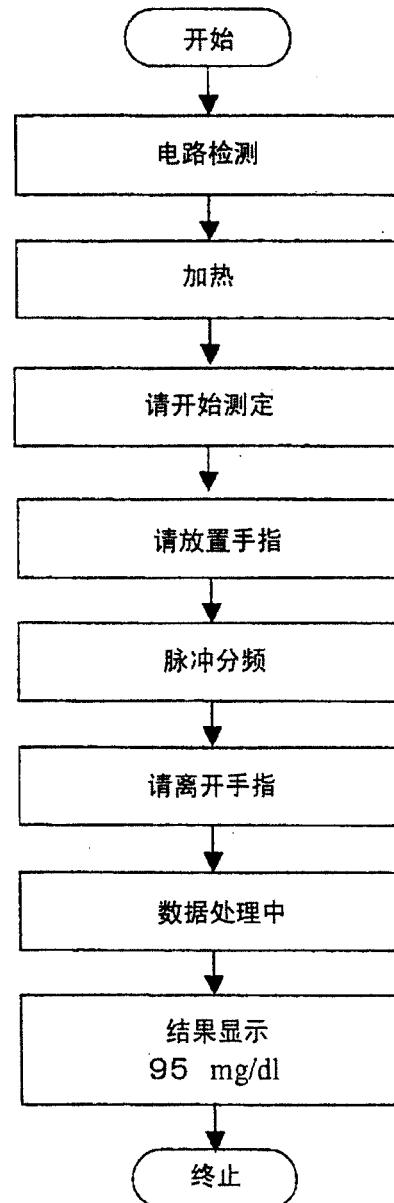 开始
电路检测
加热
请开始测定
请放置手指
脉冲分频
请离开手指
数据处理中
结果显示
95 mg/dl
终止